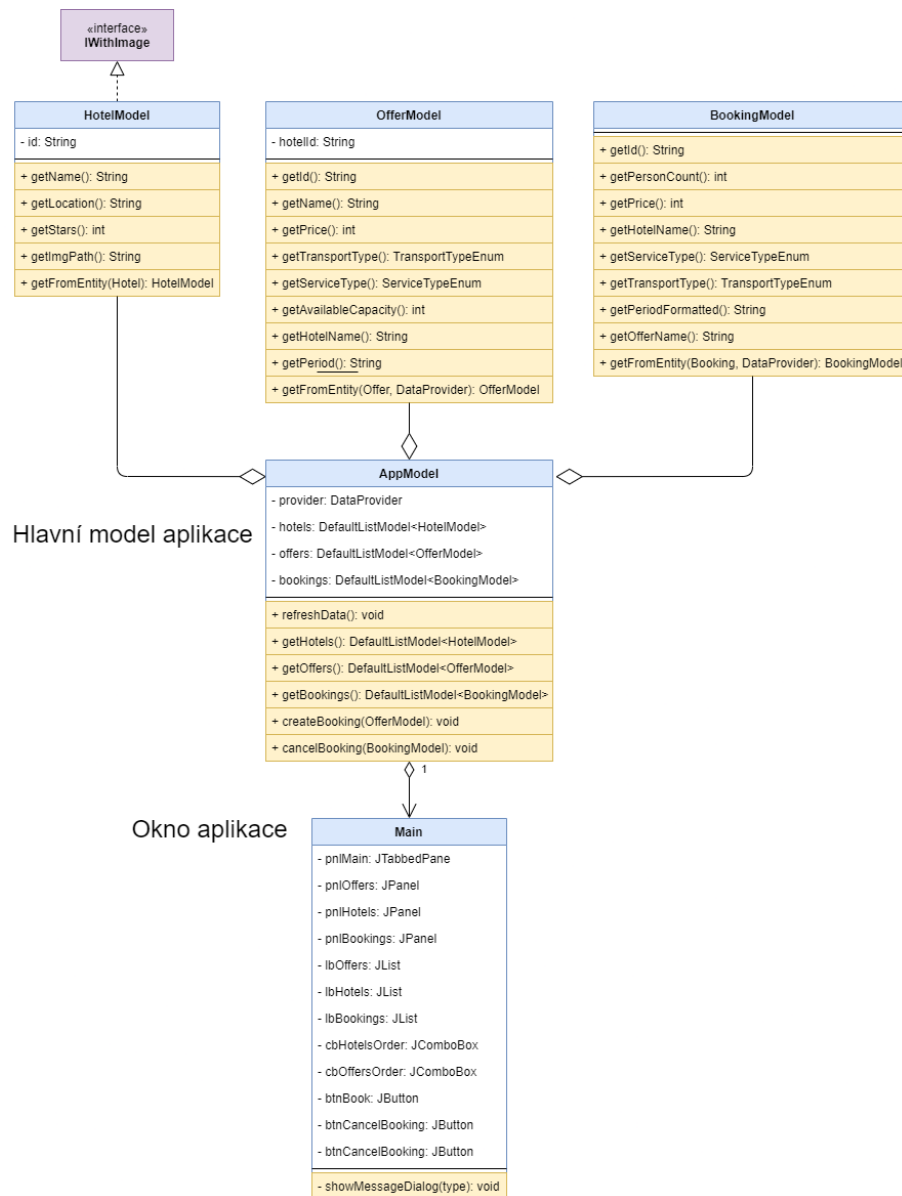 «interface»
IWithImage
HotelModel
- id: String
+ getName(): String
+ getLocation(): String
+ getStars(): int
+ getImgPath(): String
+ getFromEntity(Hotel): HotelModel
OfferModel
- hotelId: String
+ getId(): String
+ getName(): String
+ getPrice(): int
+ getTransportType(): TransportTypeEnum
+ getServiceType(): ServiceTypeEnum
+ getAvailableCapacity(): int
+ getHotelName(): String
+ getPeriod(): String
+ getFromEntity(Offer, DataProvider): OfferModel
BookingModel
+ getId(): String
+ getPersonCount(): int
+ getPrice(): int
+ getHotelName(): String
+ getServiceType(): ServiceTypeEnum
+ getTransportType(): TransportTypeEnum
+ getPeriodFormatted(): String
+ getOfferName(): String
+ getFromEntity(Booking, DataProvider): BookingModel
Hlavní model aplikace
AppModel
- provider: DataProvider
- hotels: DefaultListModel<HotelModel>
- offers: DefaultListModel<OfferModel>
- bookings: DefaultListModel<BookingModel>
+ refreshData(): void
+ getHotels(): DefaultListModel<HotelModel>
+ getOffers(): DefaultListModel<OfferModel>
+ getBookings(): DefaultListModel<BookingModel>
+ createBooking(OfferModel): void
+ cancelBooking(BookingModel): void
1
Okno aplikace
Main
- pnlMain: JTabbedPane
- pnlOffers: JPanel
- pnlHotels: JPanel
- pnlBookings: JPanel
- lbOffers: JList
- lbHotels: JList
- lbBookings: JList
- cbHotelsOrder: JComboBox
- cbOffersOrder: JComboBox
- btnBook: JButton
- btnCancelBooking: JButton
- btnCancelBooking: JButton
- showMessageDialog(type): void